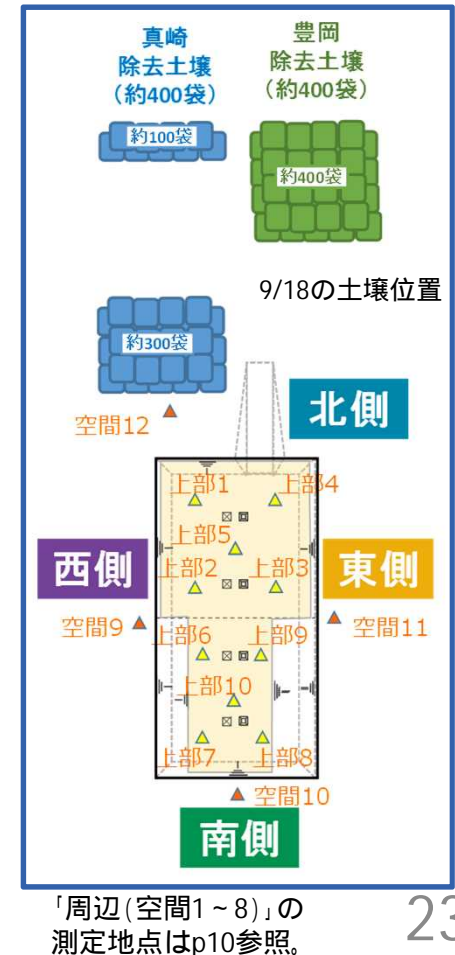 真崎
除去土壌
(約400袋)
豊岡
除去土壌
(約400袋)
約100袋
約400袋
9/18の土壌位置
約300袋
空間12
北側
上部1
上部4
上部5
西側
上部2
上部3
東側
空間9
上部6
上部9
空間11
上部10
上部7
上部8
空間10
南側
「周辺(空間1~8)」の
測定地点はp10参照。
23